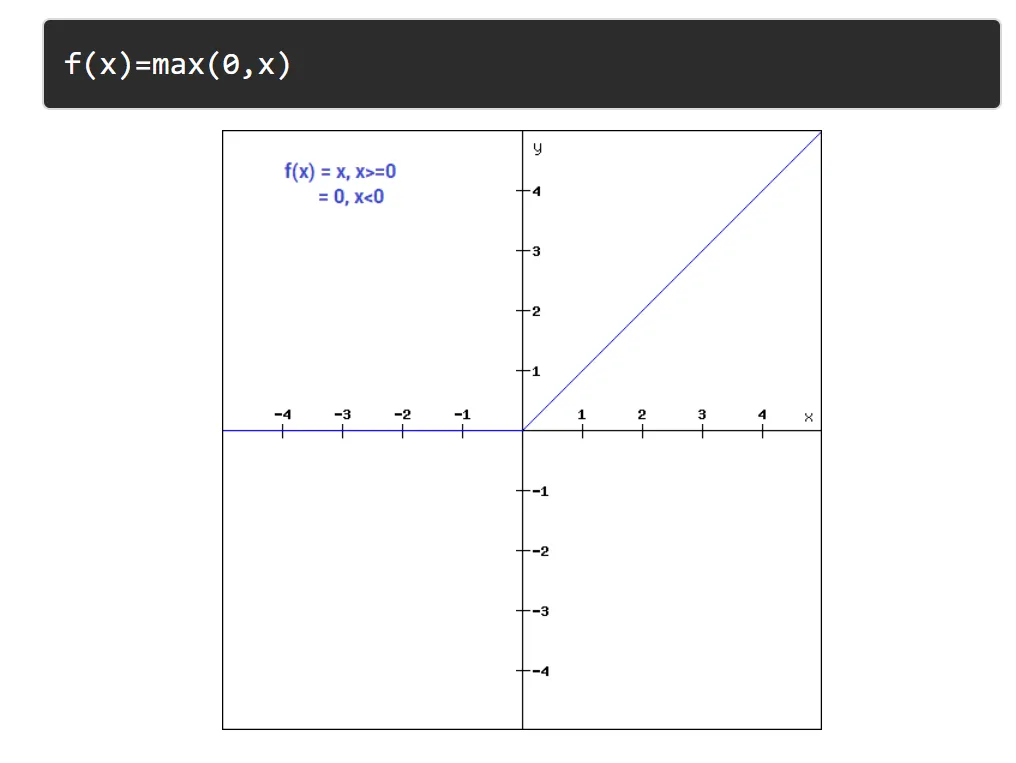 f(x)=max(0,x)
y
f(x) = x, x>=0
= 0, x<0
4
3
2
1
-4 -3 -2 -1 1 2 3 4 x
-1
-2
-3
-4